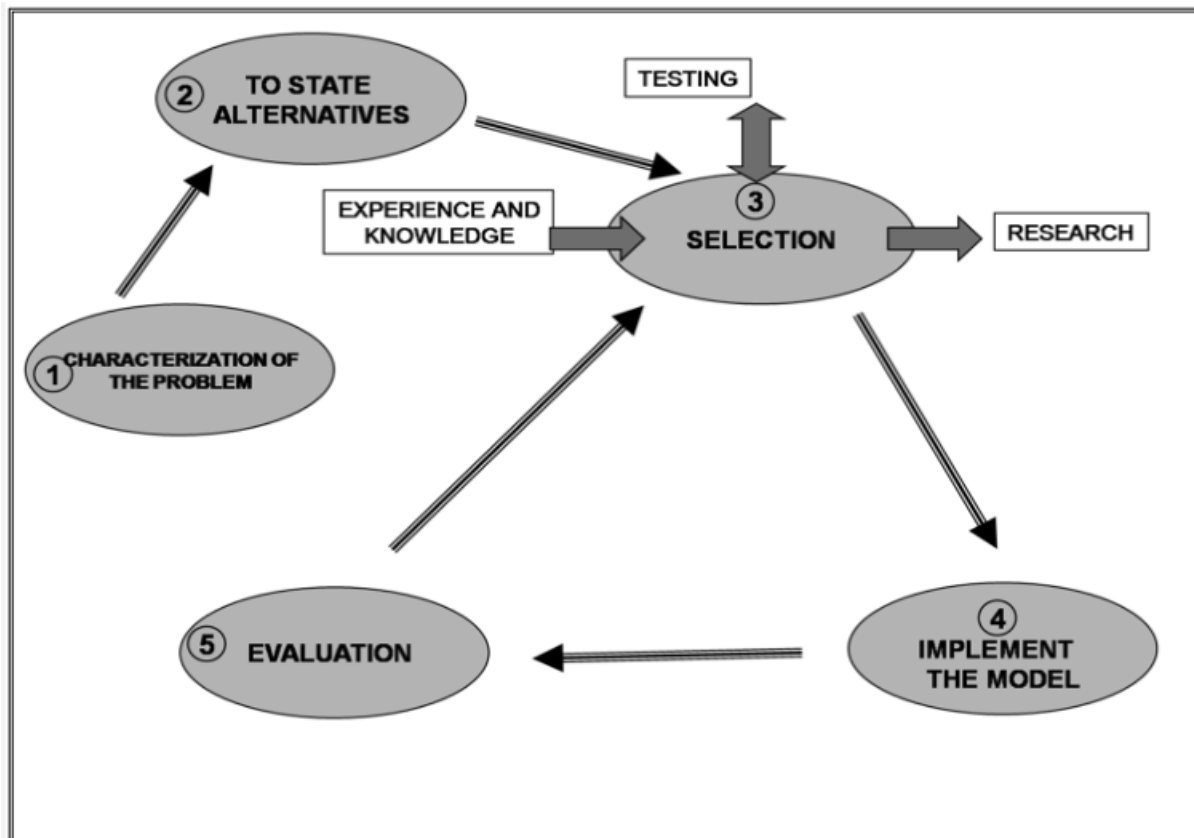 1
CHARACTERIZATION OF
THE PROBLEM
2
TO STATE
ALTERNATIVES
TESTING
EXPERIENCE AND
KNOWLEDGE
3
SELECTION
RESEARCH
4
IMPLEMENT
THE MODEL
5
EVALUATION